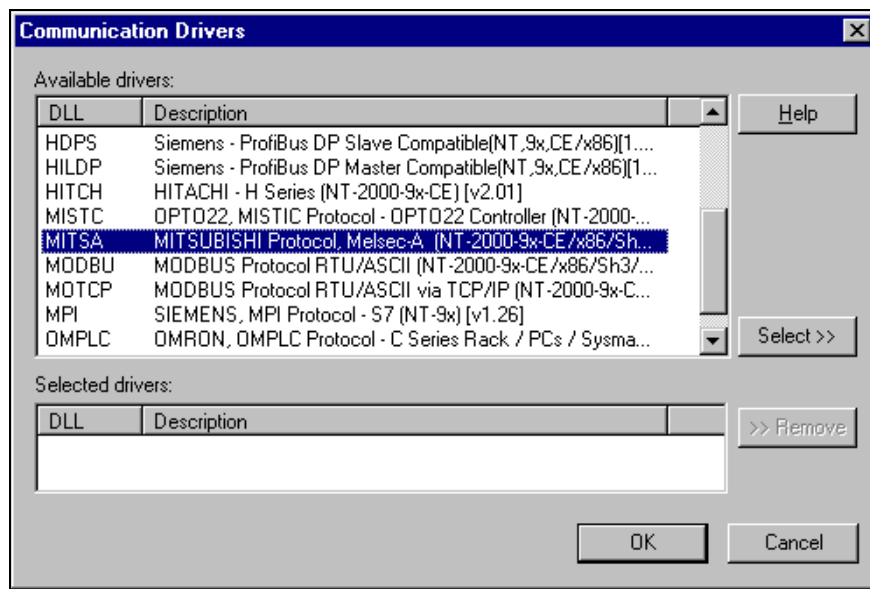 Communication Drivers
Available drivers:
DLL Description
HDPS Siemens - ProfiBus DP Slave Compatible(NT,9x,CE/x86)[1....
HILDP Siemens - ProfiBus DP Master Compatible(NT,9x,CE/x86)[1...
HITCH HITACHI - H Series (NT-2000-9x-CE) [v2.01]
MISTC OPTO22, MISTIC Protocol - OPTO22 Controller (NT-2000-...
MITSA MITSUBISHI Protocol, Melsec-A (NT-2000-9x-CE/x86/Sh...
MODBU MODBUS Protocol RTU/ASCII (NT-2000-9x-CE/x86/Sh3/...
MOTCP MODBUS Protocol RTU/ASCII via TCP/IP (NT-2000-9x-C...
MPI SIEMENS, MPI Protocol - S7 (NT-9x) [v1.26]
OMPLC OMRON, OMPLC Protocol - C Series Rack / PCs / Sysma...
Help
Select >>
Selected drivers:
DLL Description
>> Remove
OK Cancel